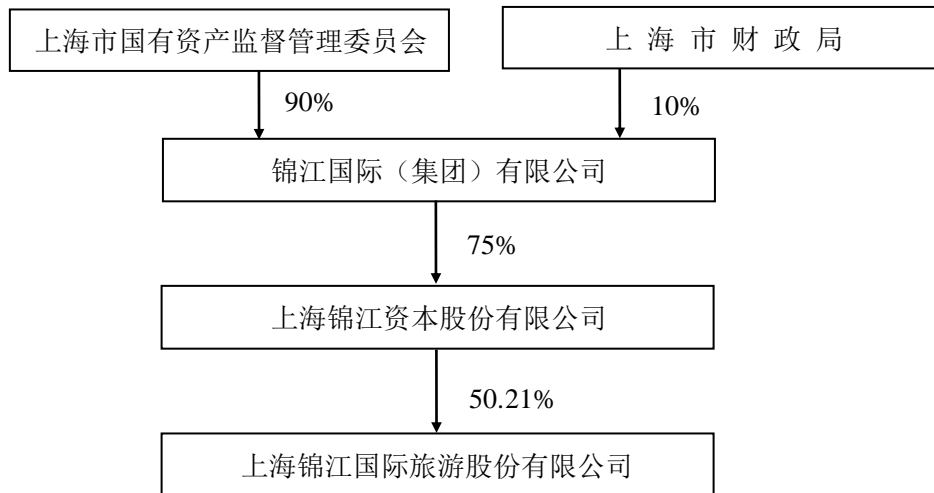 上海市国有资产监督管理委员会
上海市财政局
90%
10%
锦江国际（集团）有限公司
75%
上海锦江资本股份有限公司
50.21%
上海锦江国际旅游股份有限公司